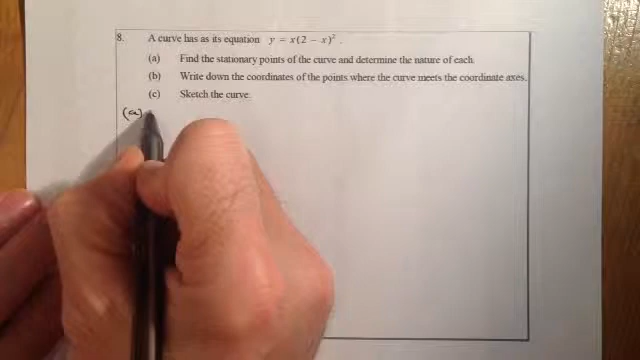 8. A curve has as its equation y = x(2 − x)² .
(a) Find the stationary points of the curve and determine the nature of each.
(b) Write down the coordinates of the points where the curve meets the coordinate axes.
(c) Sketch the curve.
(a)